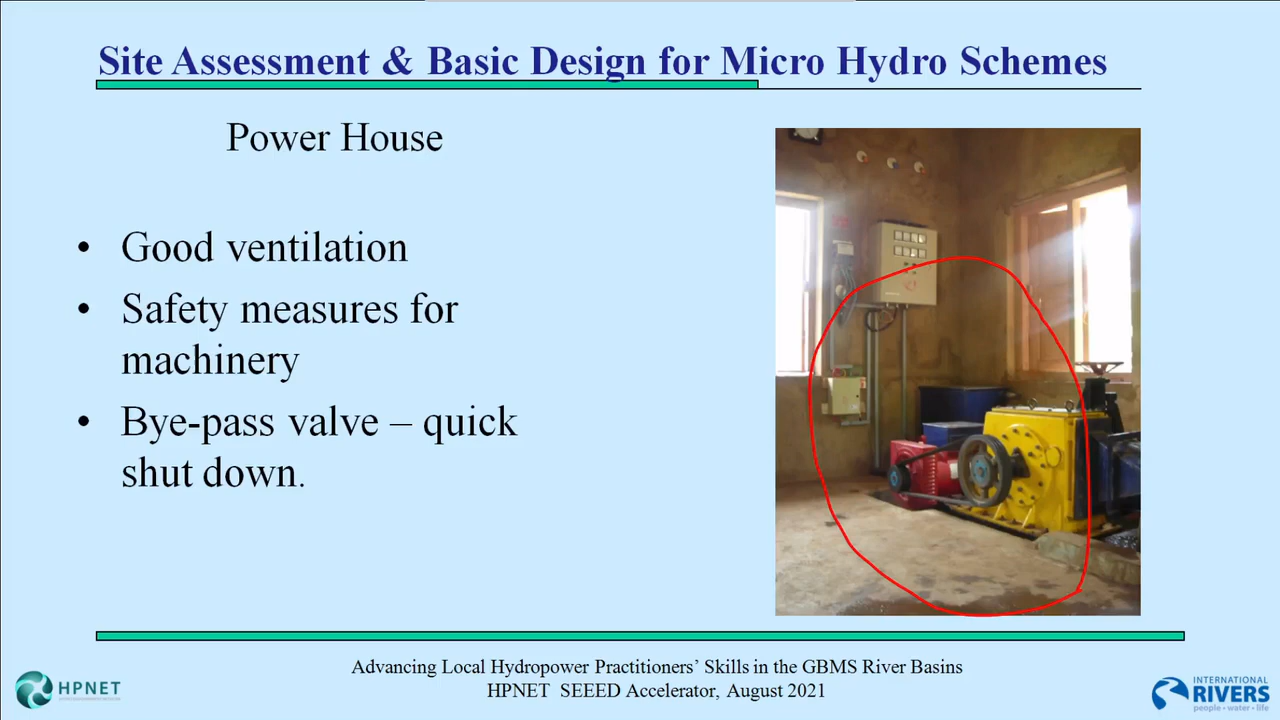 Site Assessment & Basic Design for Micro Hydro Schemes
Power House
• Good ventilation
• Safety measures for
machinery
• Bye-pass valve – quick
shut down.
Advancing Local Hydropower Practitioners’ Skills in the GBMS River Basins
HPNET SEEED Accelerator, August 2021
HPNET
INTERNATIONAL
RIVERS
people • water • life